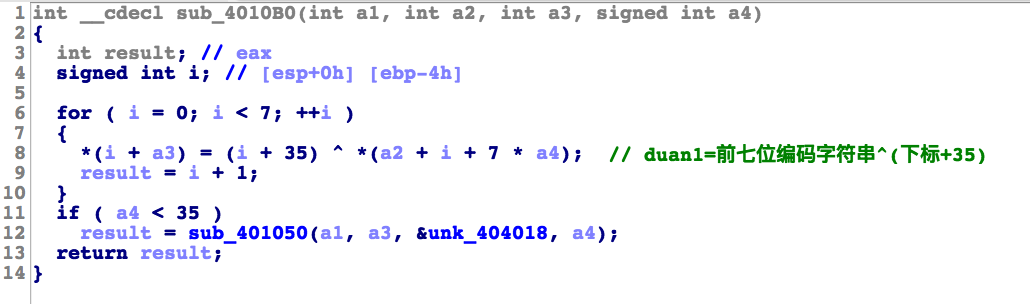 1 int __cdecl sub_4010B0(int a1, int a2, int a3, signed int a4)
2 {
3   int result; // eax
4   signed int i; // [esp+0h] [ebp-4h]
5
6   for ( i = 0; i < 7; ++i )
7   {
8     *(i + a3) = (i + 35) ^ *(a2 + i + 7 * a4);  // duan1=前七位编码字符串^(下标+35)
9     result = i + 1;
10   }
11   if ( a4 < 35 )
12     result = sub_401050(a1, a3, &unk_404018, a4);
13   return result;
14 }